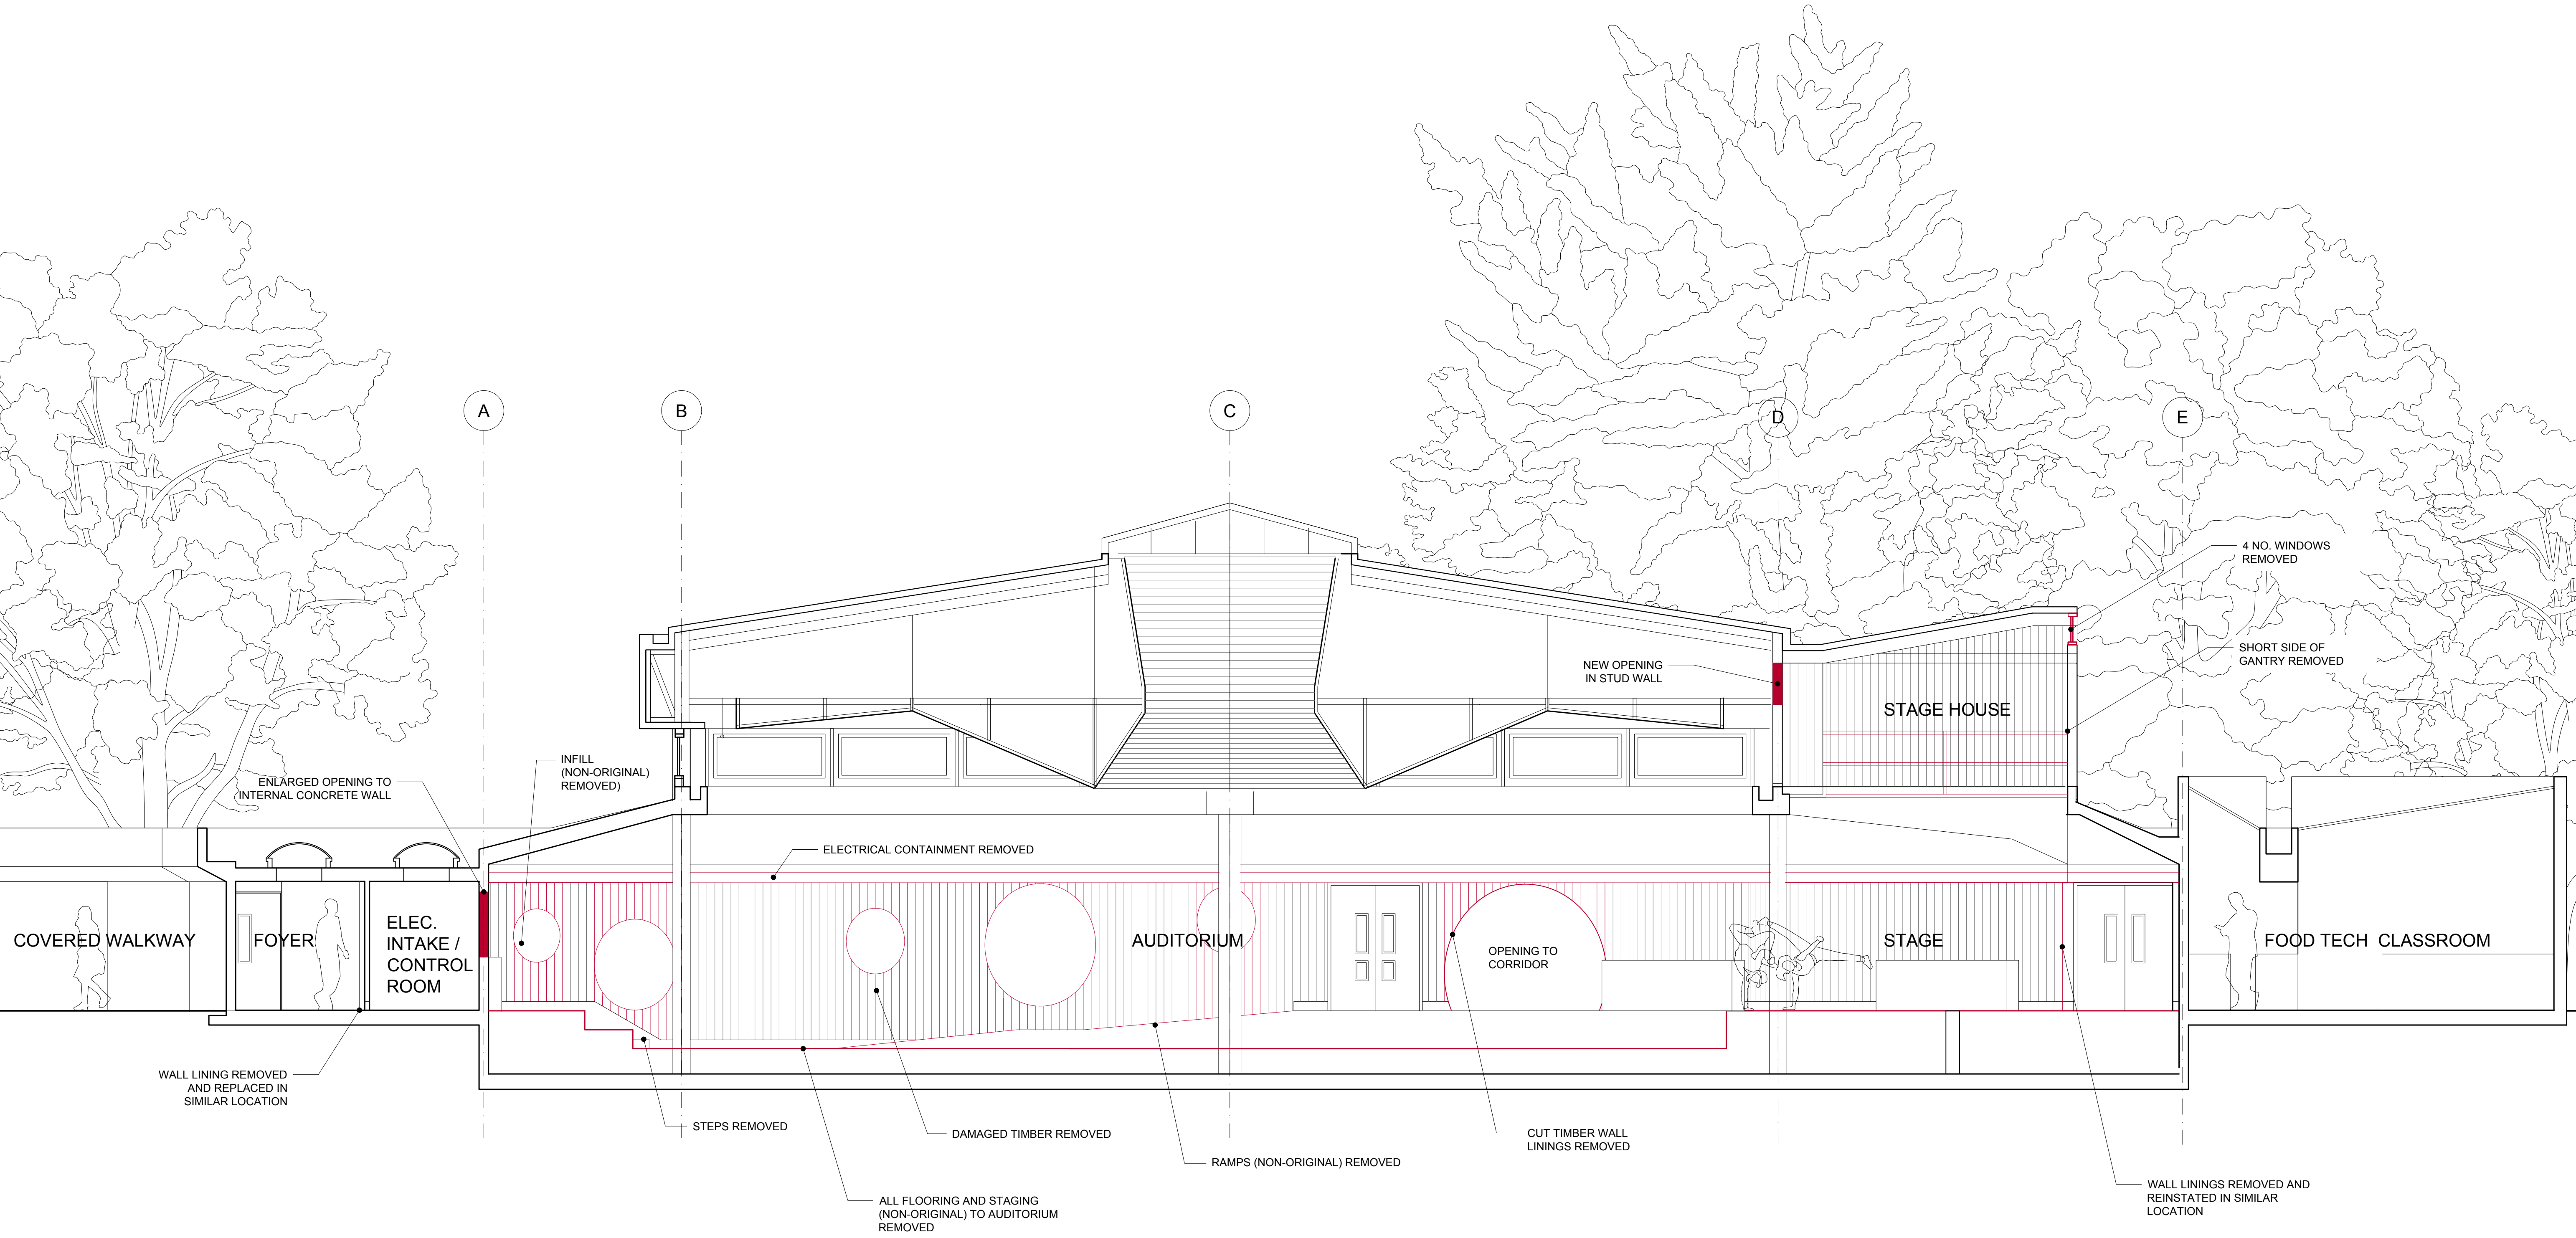 A
B
C
D
E
4 NO. WINDOWS
REMOVED
SHORT SIDE OF
GANTRY REMOVED
NEW OPENING
IN STUD WALL
STAGE HOUSE
INFILL
(NON-ORIGINAL)
REMOVED)
ENLARGED OPENING TO
INTERNAL CONCRETE WALL
ELECTRICAL CONTAINMENT REMOVED
COVERED WALKWAY
FOYER
ELEC.
INTAKE /
CONTROL
ROOM
AUDITORIUM
OPENING TO
CORRIDOR
STAGE
FOOD TECH CLASSROOM
WALL LINING REMOVED
AND REPLACED IN
SIMILAR LOCATION
STEPS REMOVED
DAMAGED TIMBER REMOVED
RAMPS (NON-ORIGINAL) REMOVED
CUT TIMBER WALL
LININGS REMOVED
ALL FLOORING AND STAGING
(NON-ORIGINAL) TO AUDITORIUM
REMOVED
WALL LININGS REMOVED AND
REINSTATED IN SIMILAR
LOCATION